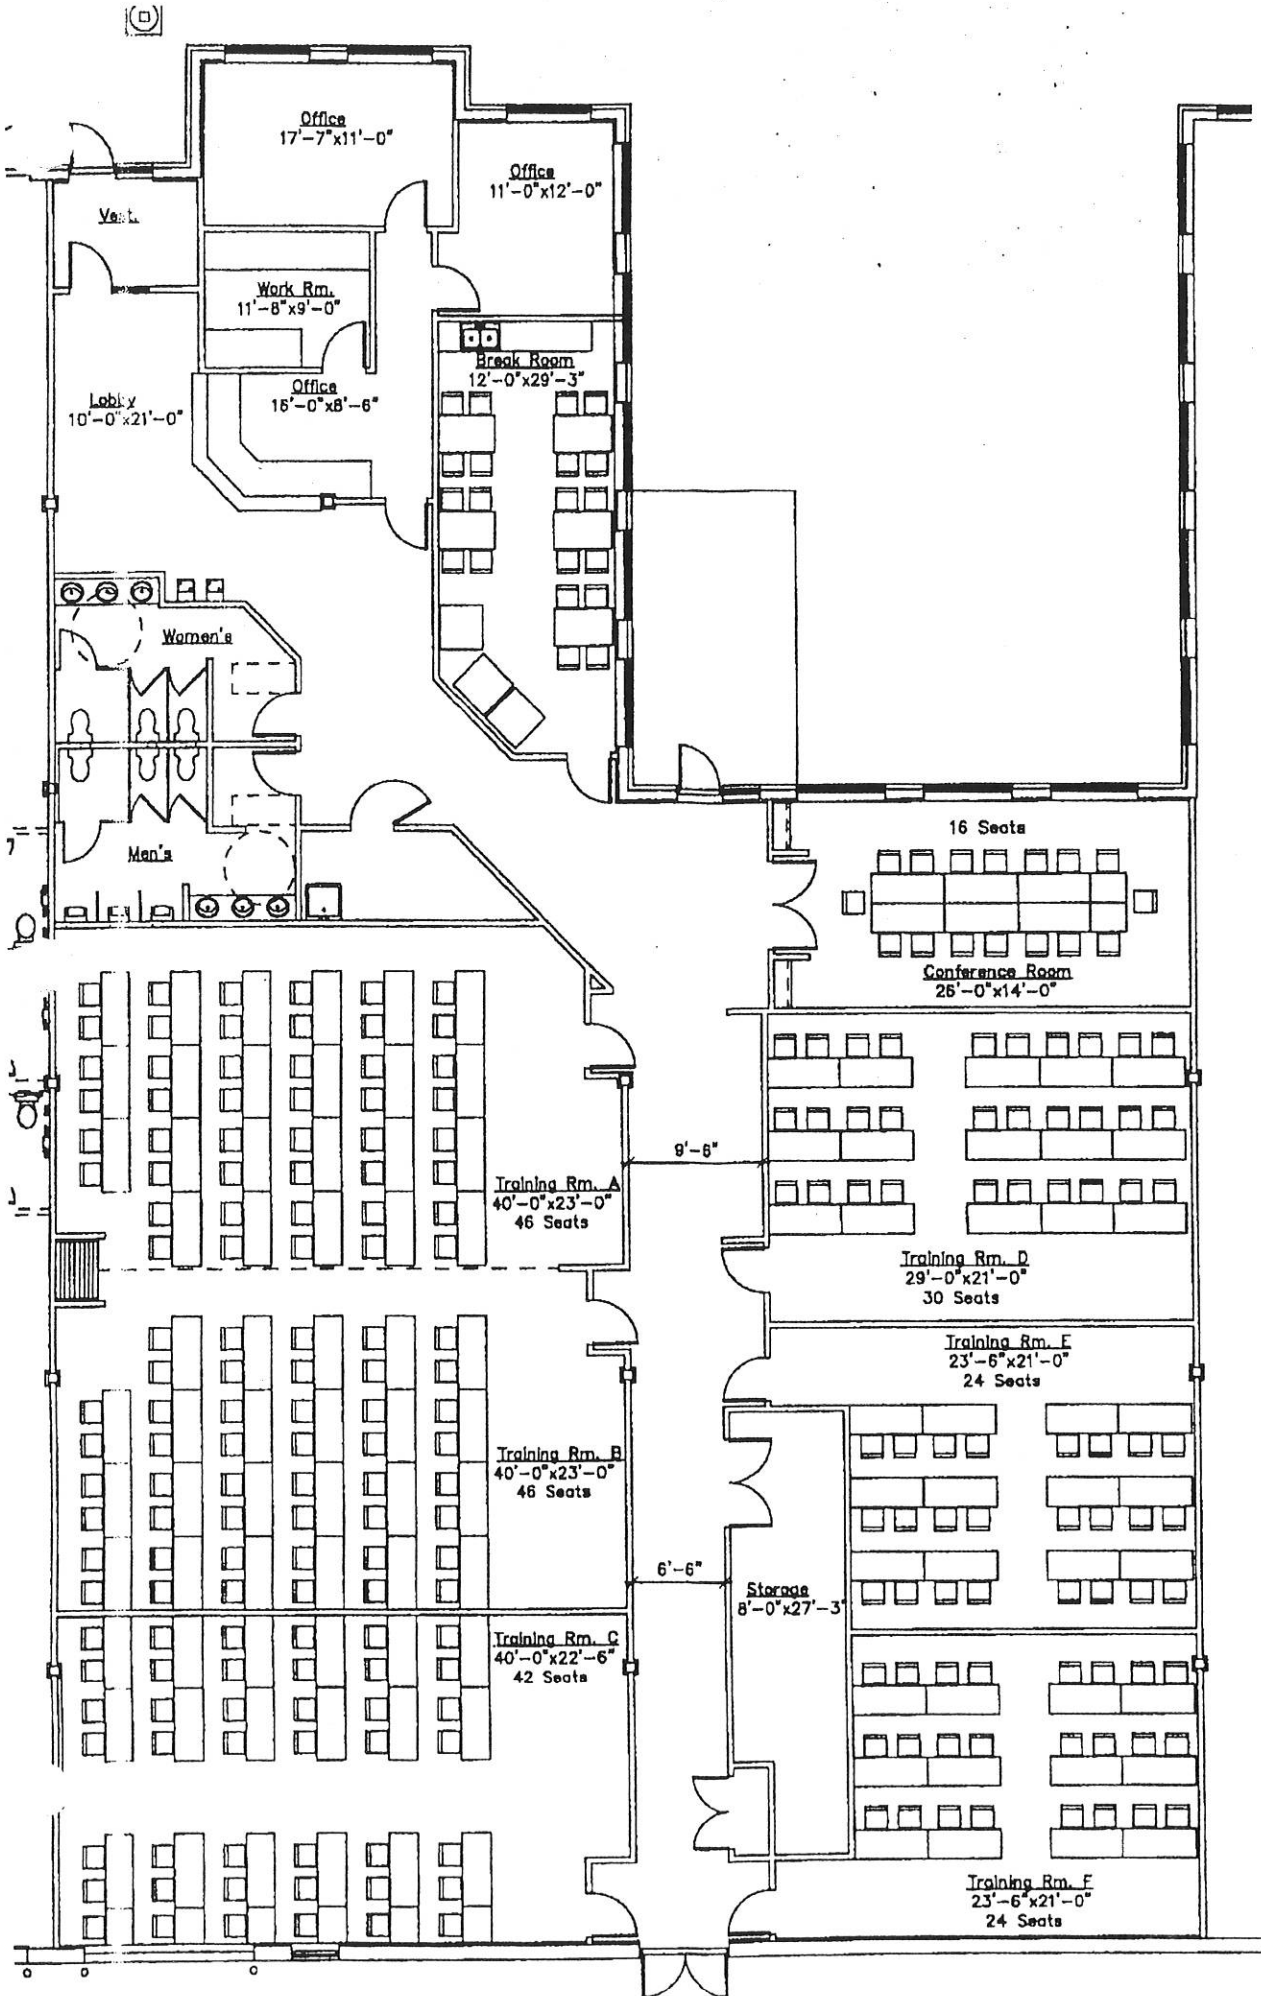 Office
17'-7"x11'-0"
Office
11'-0"x12'-0"
Vest.
Work Rm.
11'-8"x9'-0"
Break Room
12'-0"x29'-3"
Office
16'-0"x8'-6"
Lobby
10'-0"x21'-0"
Women's
Men's
16 Seats
Conference Room
26'-0"x14'-0"
9'-6"
Training Rm. A
40'-0"x23'-0"
46 Seats
Training Rm. D
29'-0"x21'-0"
30 Seats
Training Rm. E
23'-6"x21'-0"
24 Seats
Training Rm. B
40'-0"x23'-0"
46 Seats
6'-6"
Storage
8'-0"x27'-3"
Training Rm. C
40'-0"x22'-6"
42 Seats
Training Rm. F
23'-6"x21'-0"
24 Seats